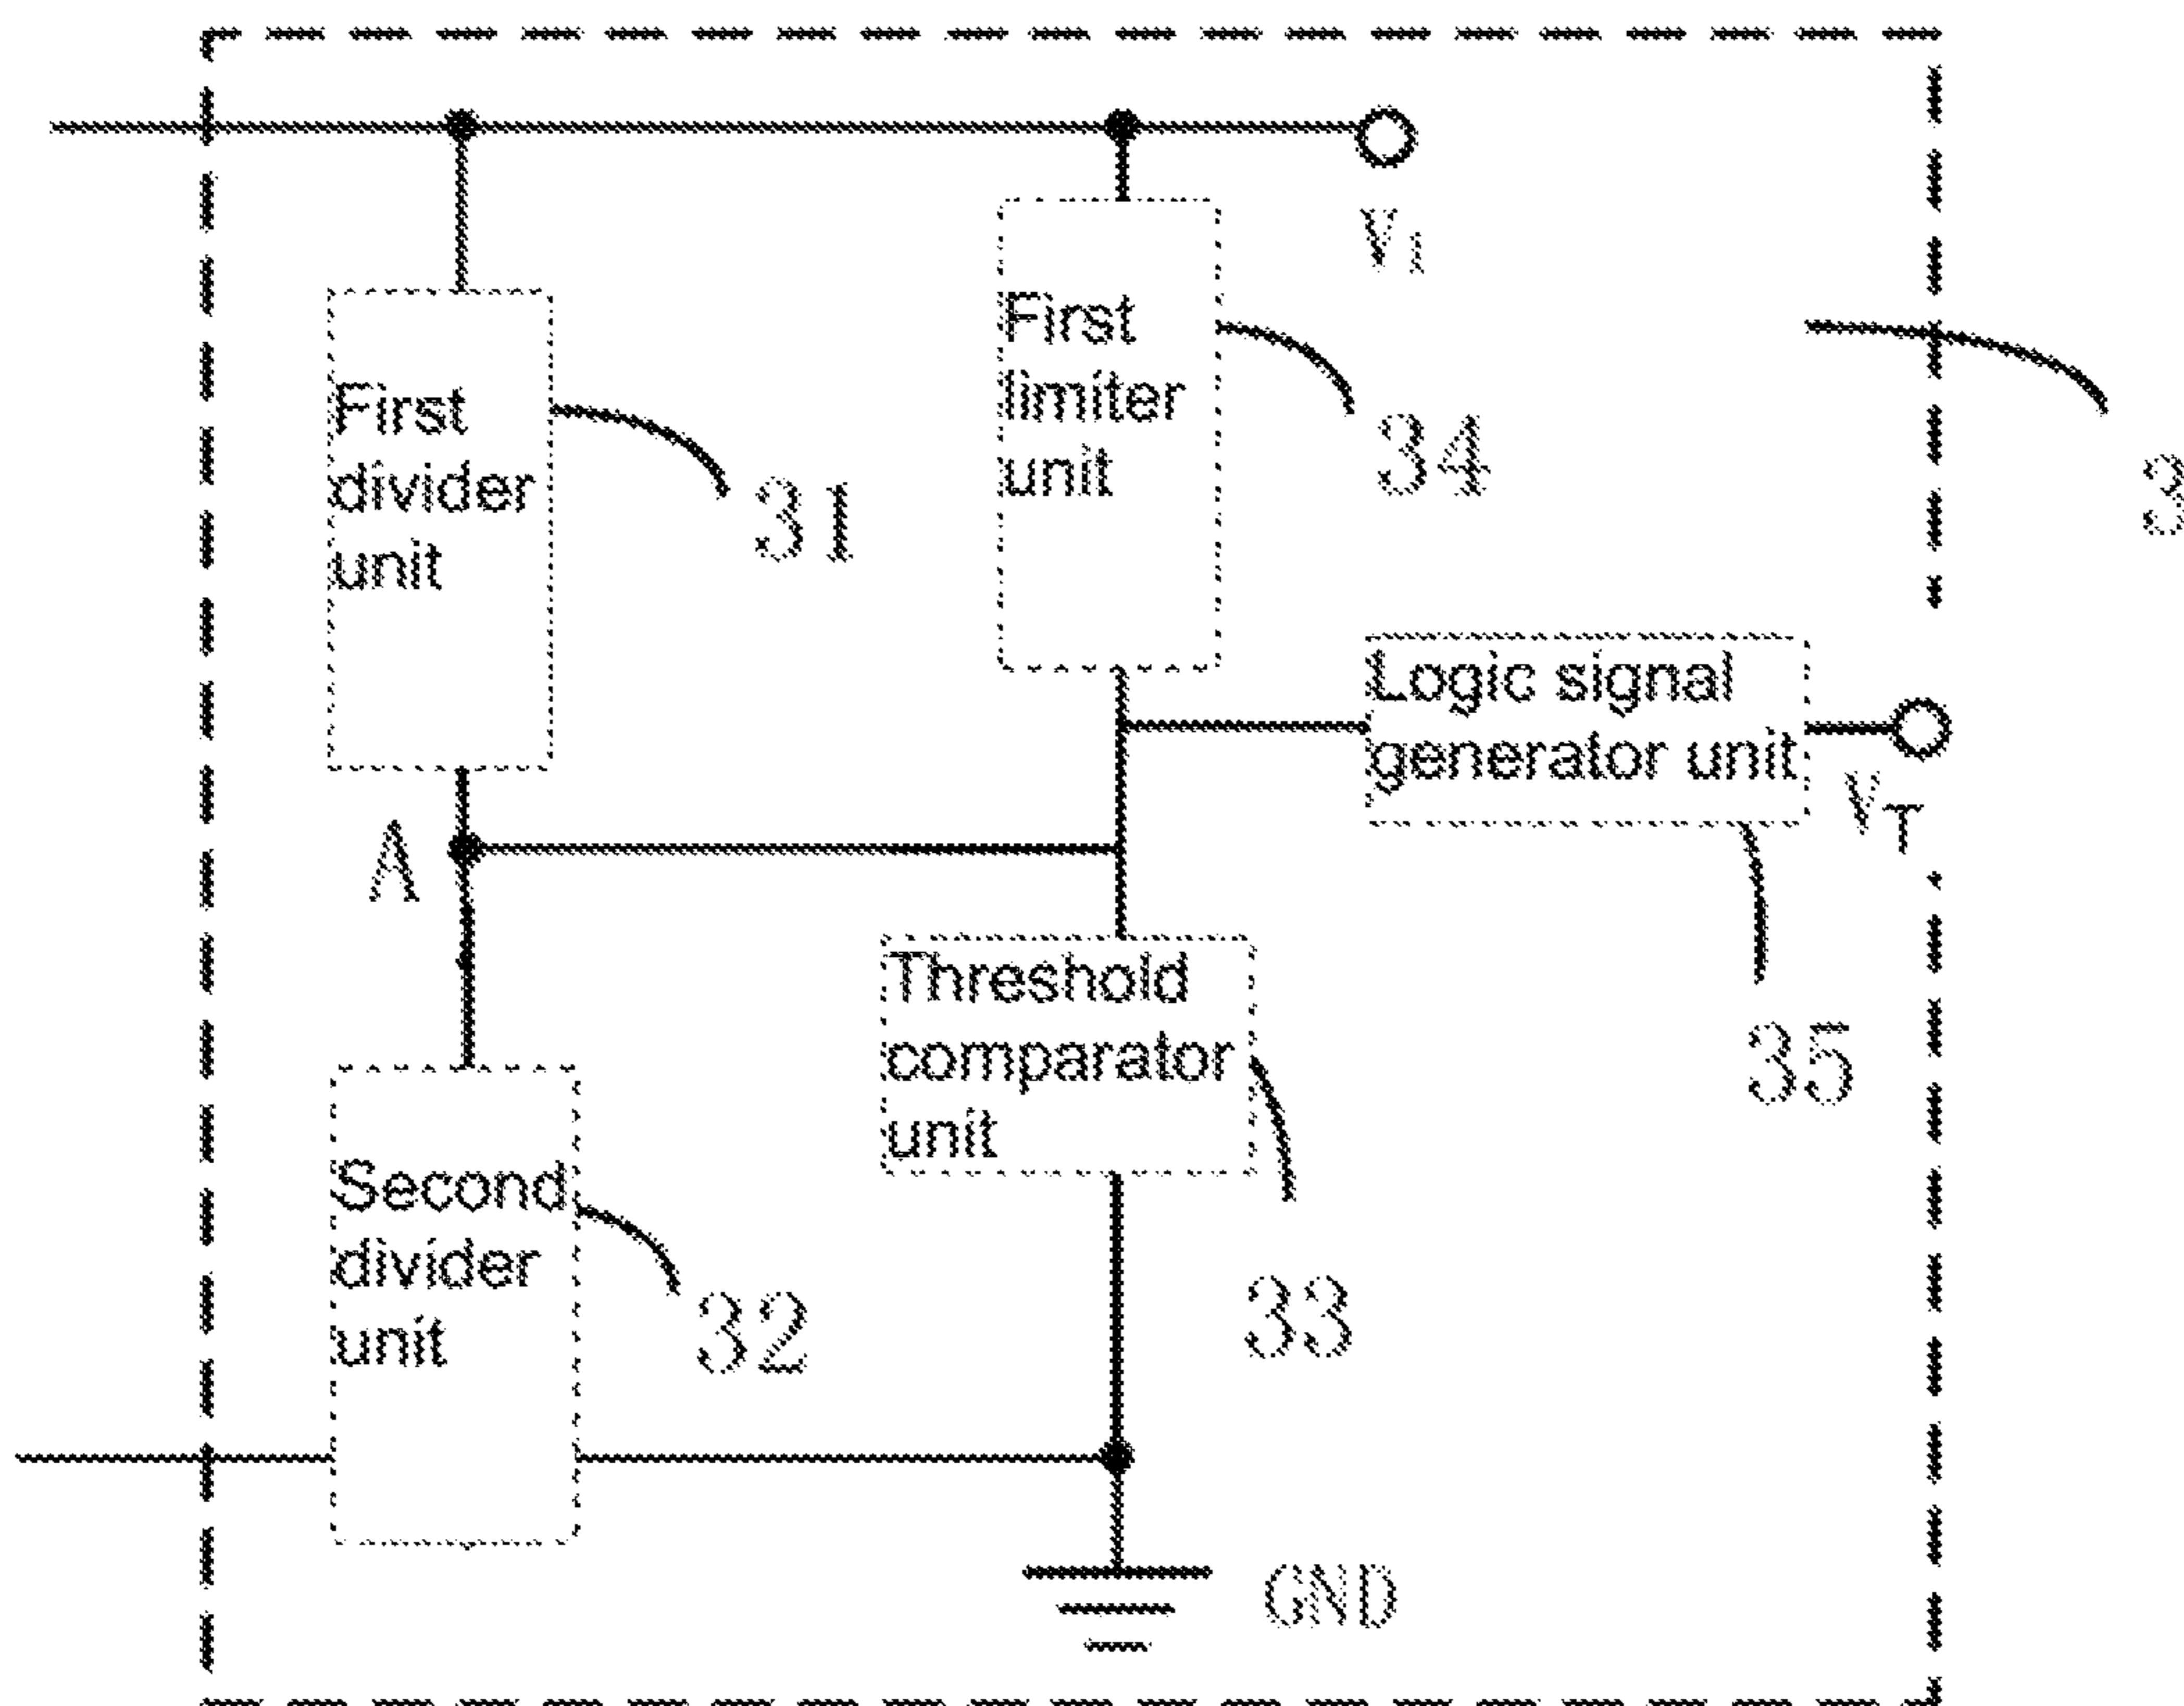 V1
First
limiter
unit
34
3
First
divider
unit
31
Logic signal
generator unit
VT
A
35
Threshold
comparator
unit
33
Second
divider
unit
32
GND